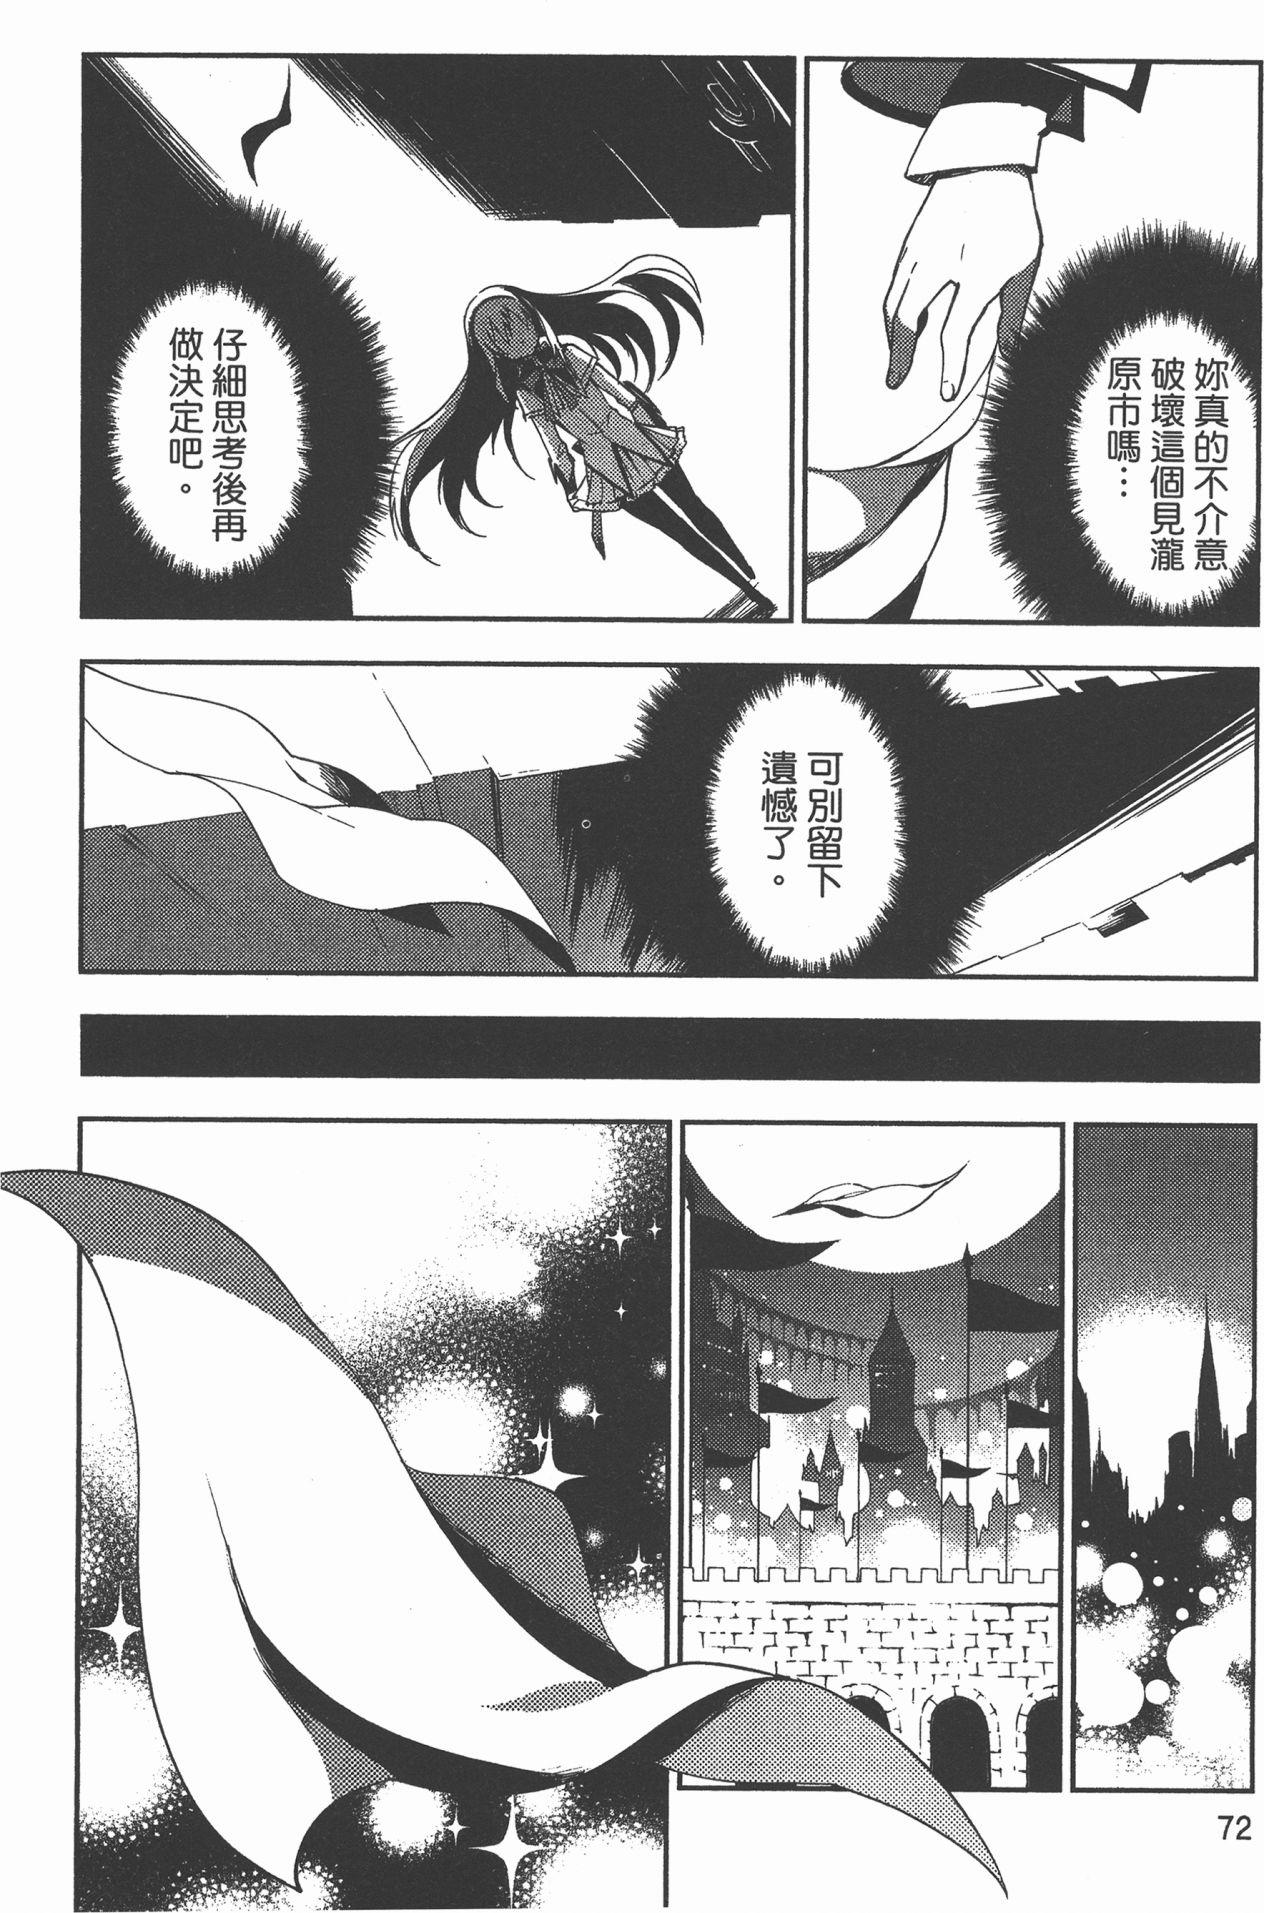 妳真的不介意
破壞這個見瀧
原市嗎…
仔細思考後再
做決定吧。
可別留下
遺憾了。
72